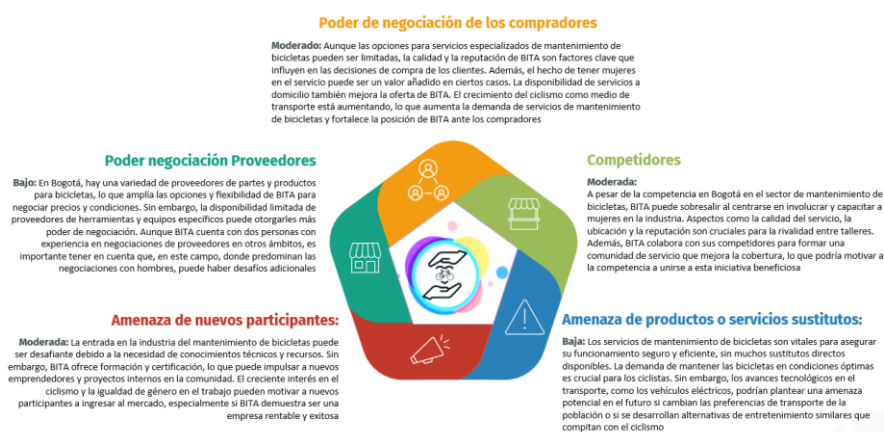 Poder de negociación de los compradores
Moderado: Aunque las opciones para servicios especializados de mantenimiento de
bicicletas pueden ser limitadas, la calidad y la reputación de BITA son factores clave que
influyen en las decisiones de compra de los clientes. Además, el hecho de tener mujeres
en el servicio puede ser un valor añadido en ciertos casos. La disponibilidad de servicios a
domicilio también mejora la oferta de BITA. El crecimiento del ciclismo como medio de
transporte está aumentando, lo que aumenta la demanda de servicios de mantenimiento
de bicicletas y fortalece la posición de BITA ante los compradores
Poder negociación Proveedores
Bajo: En Bogotá, hay una variedad de proveedores de partes y productos
para bicicletas, lo que amplía las opciones y flexibilidad de BITA para
negociar precios y condiciones. Sin embargo, la disponibilidad limitada de
proveedores de herramientas y equipos específicos puede otorgarles más
poder de negociación. Aunque BITA cuenta con dos personas con
experiencia en negociaciones de proveedores en otros ámbitos, es
importante tener en cuenta que, en este campo, donde predominan las
negociaciones con hombres, puede haber desafíos adicionales
Competidores
Moderada:
A pesar de la competencia en Bogotá en el sector de mantenimiento de
bicicletas, BITA puede sobresalir al centrarse en involucrar y capacitar a
mujeres en la industria. Aspectos como la calidad del servicio, la
ubicación y la reputación son cruciales para la rivalidad entre talleres.
Además, BITA colabora con sus competidores para formar una
comunidad de servicio que mejora la cobertura, lo que podría motivar a
la competencia a unirse a esta iniciativa beneficiosa
Amenaza de nuevos participantes:
Moderada: La entrada en la industria del mantenimiento de bicicletas puede
ser desafiante debido a la necesidad de conocimientos técnicos y recursos. Sin
embargo, BITA ofrece formación y certificación, lo que puede impulsar a nuevos
emprendedores y proyectos internos en la comunidad. El creciente interés en el
ciclismo y la igualdad de género en el trabajo pueden motivar a nuevos
participantes a ingresar al mercado, especialmente si BITA demuestra ser una
empresa rentable y exitosa
Amenaza de productos o servicios sustitutos:
Baja: Los servicios de mantenimiento de bicicletas son vitales para asegurar
su funcionamiento seguro y eficiente, sin muchos sustitutos directos
disponibles. La demanda de mantener las bicicletas en condiciones óptimas
es crucial para los ciclistas. Sin embargo, los avances tecnológicos en el
transporte, como los vehículos eléctricos, podrían plantear una amenaza
potencial en el futuro si cambian las preferencias de transporte de la
población o si se desarrollan alternativas de entretenimiento similares que
compitan con el ciclismo